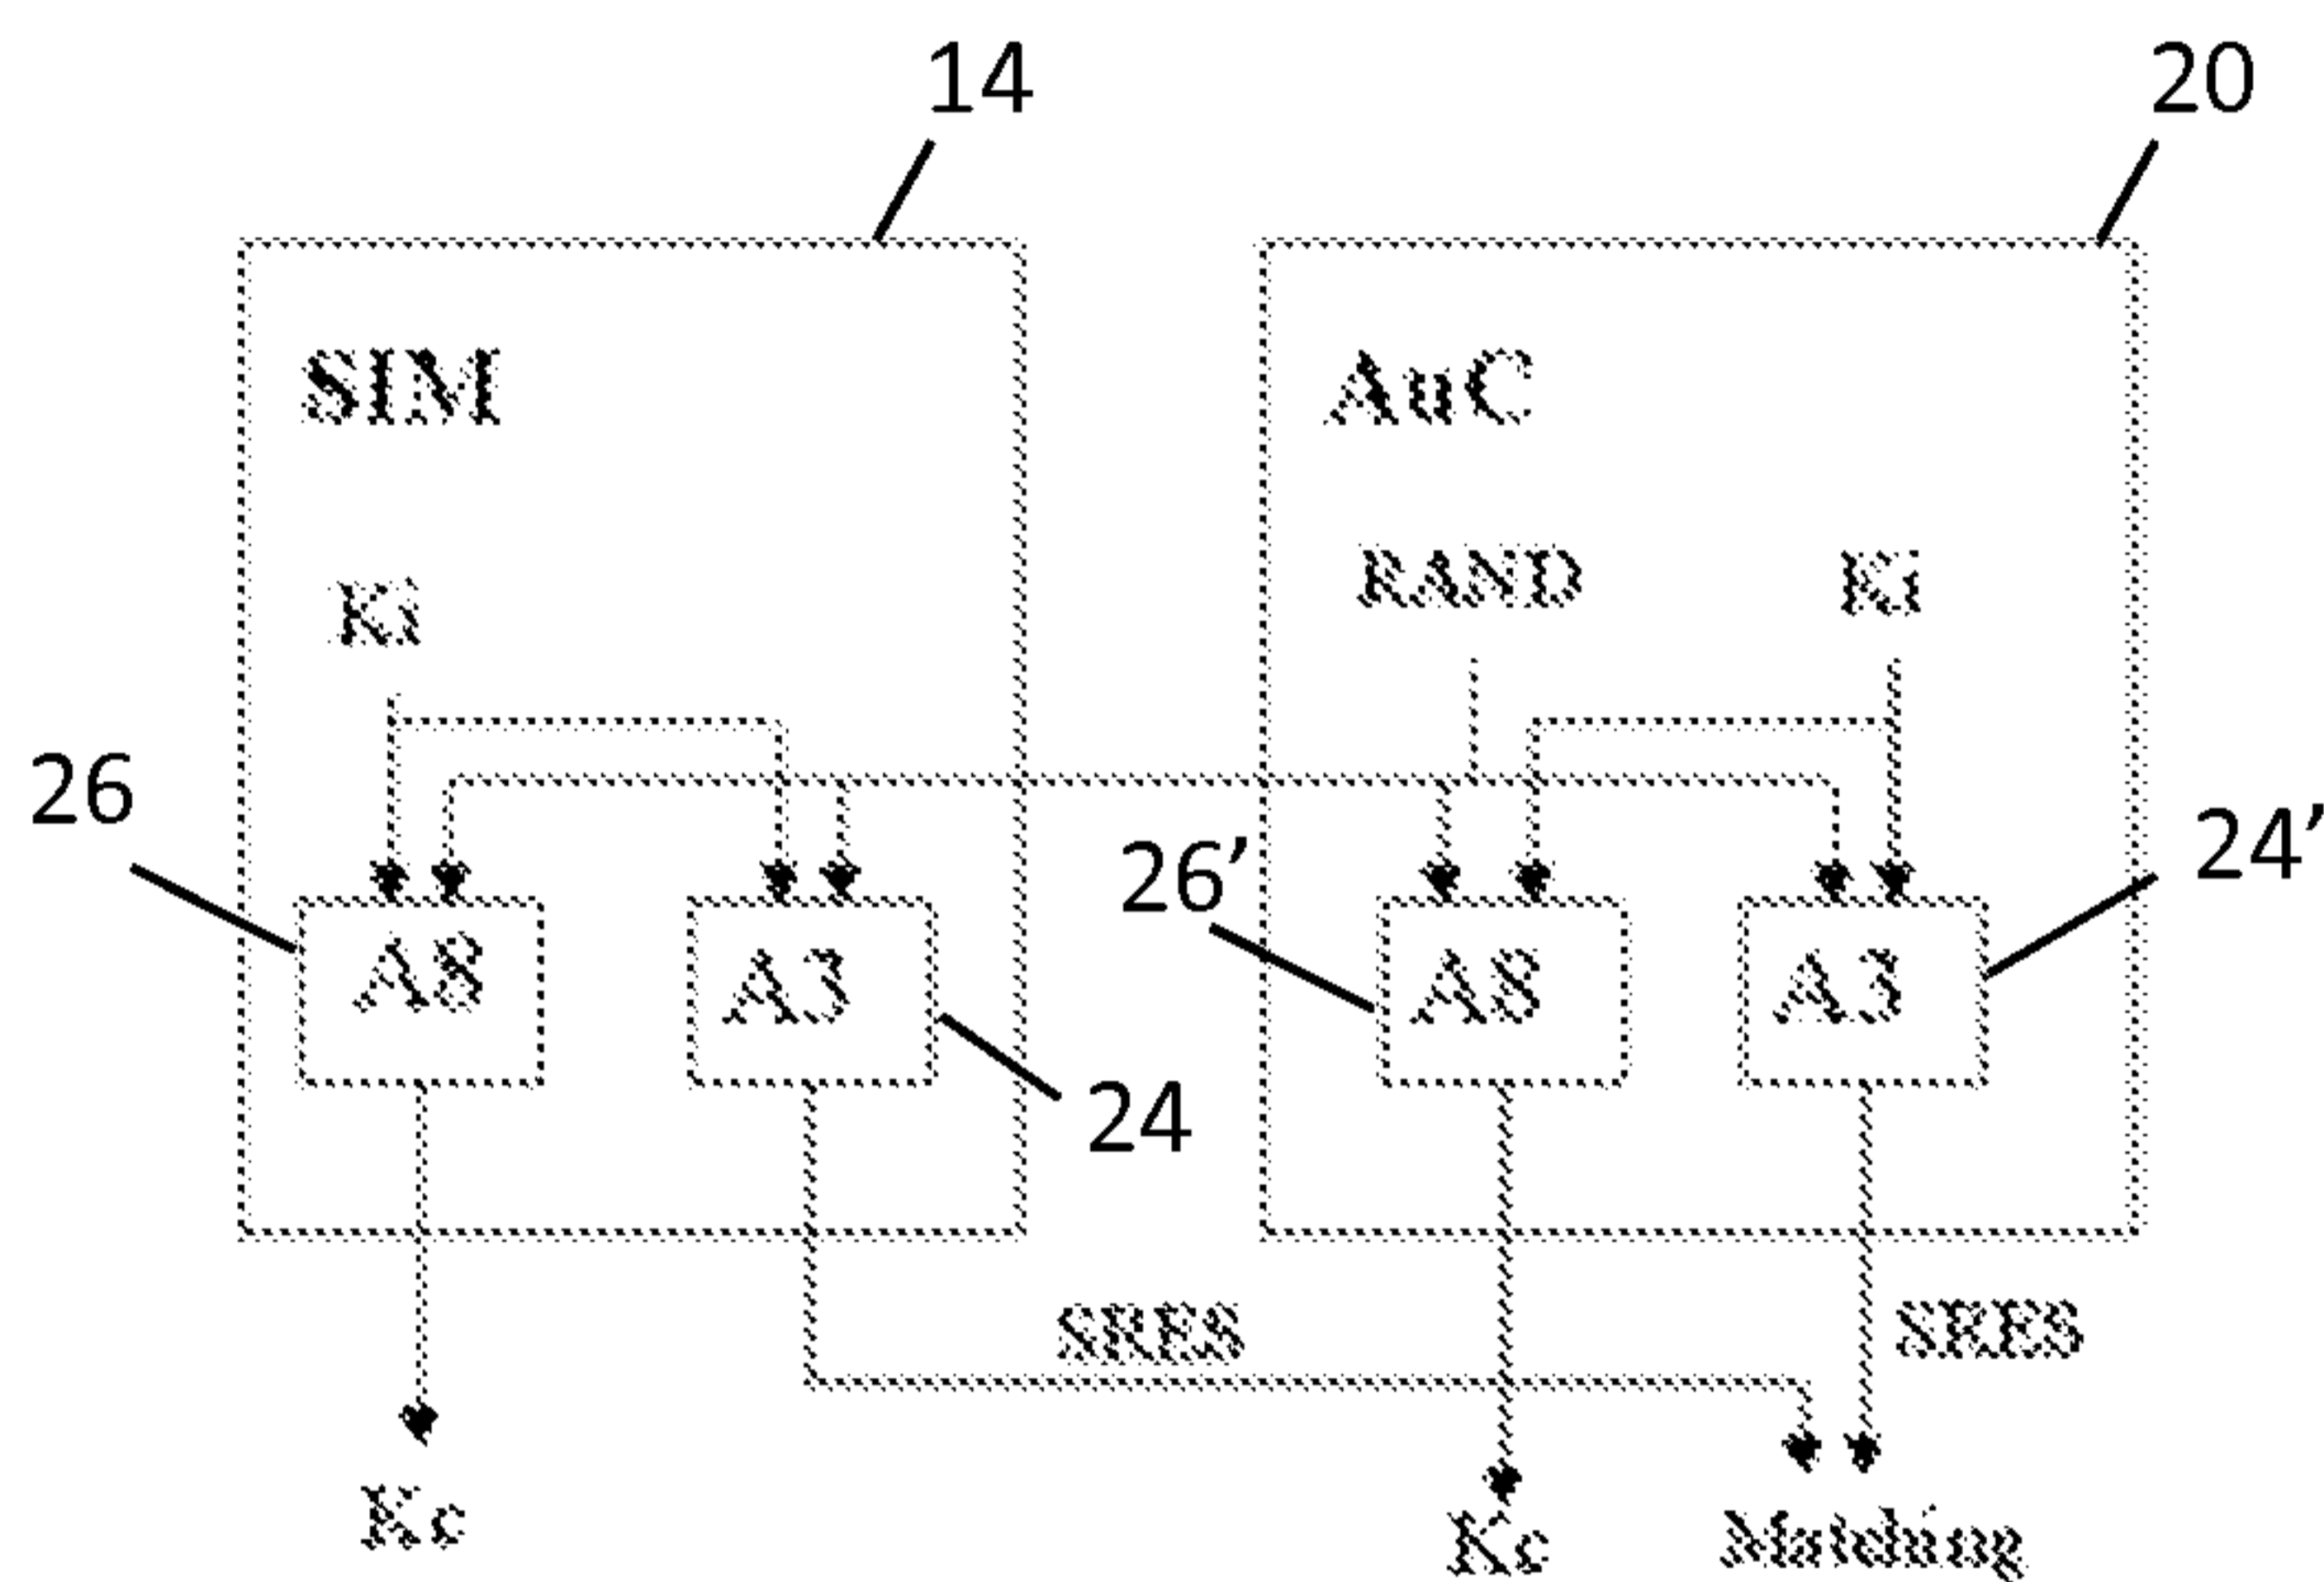 14
20
SIM
AuC
RAND
Ki
Ki
26
26’
24’
A8
A3
A8
A3
24
SRES
SRES
Kc
Kc
Matching